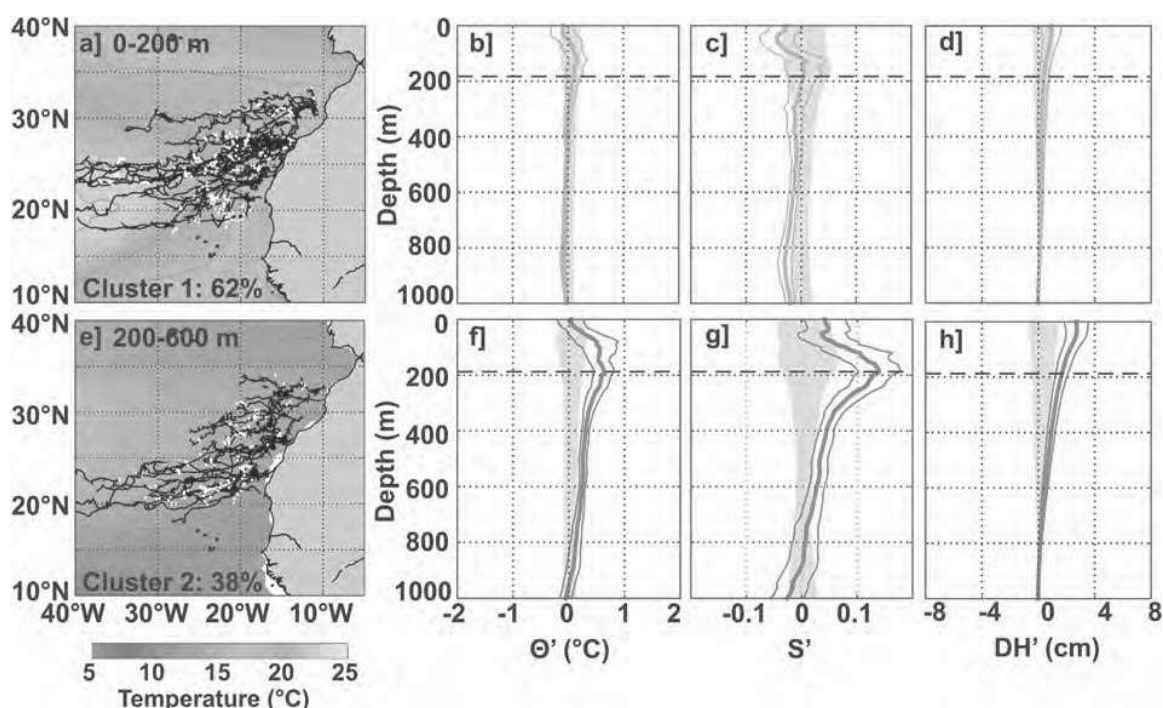 40°N
a] 0-200 m
30°N
20°N
Cluster 1: 62%
10°N
0
200
400
600
800
1000
Depth (m)
b]
c]
d]
40°N
e] 200-600 m
30°N
20°N
Cluster 2: 38%
10°N
40°W 30°W 20°W 10°W
0
200
400
600
800
1000
Depth (m)
f]
g]
h]
-2 -1 0 1 2
-0.1 0 0.1
-8 -4 0 4 8
Θ’ (°C)
S’
DH’ (cm)
5 10 15 20 25
Temperature (°C)